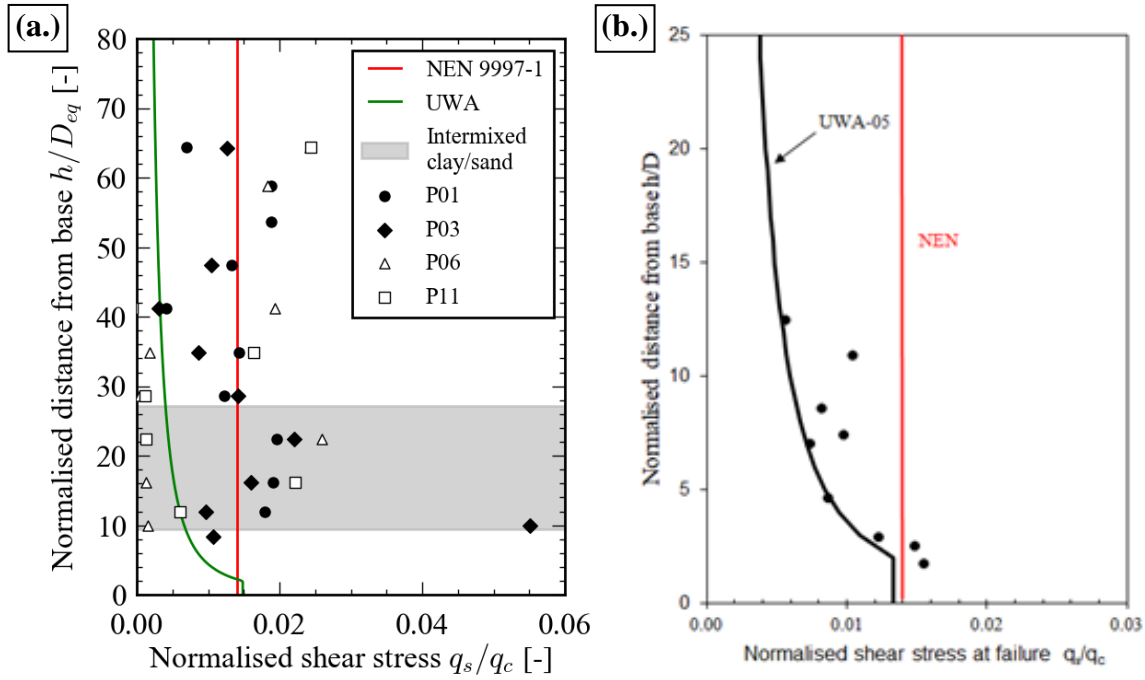 (a.)
80
70
60
50
40
30
20
10
0
Normalised distance from base h/D_eq [-]
NEN 9997-1
UWA
Intermixed
clay/sand
P01
P03
P06
P11
0.00
0.02
0.04
0.06
Normalised shear stress q_s/q_c [-]
(b.)
25
20
15
10
5
0
Normalised distance from base h/D
UWA-05
NEN
0.00
0.01
0.02
0.03
Normalised shear stress at failure q_s/q_c